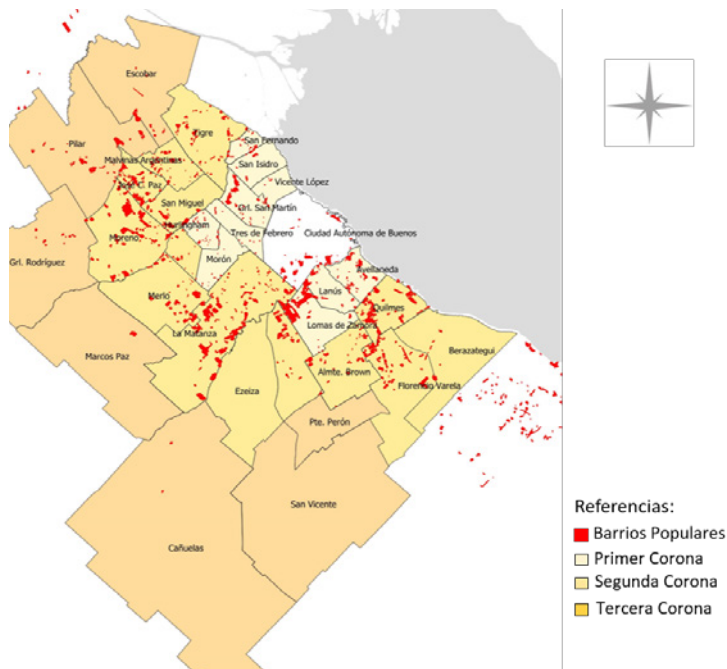 Escobar
Tigre
San Fernando
Pilar
Malvinas Argentinas
San Isidro
Vicente López
José C. Paz
San Miguel
Gral. San Martín
Hurlingham
Tres de Febrero
Ciudad Autónoma de Buenos
Moreno
Morón
Gral. Rodríguez
Avellaneda
Lanús
Merlo
Quilmes
Lomas de Zamora
La Matanza
Marcos Paz
Berazategui
Almte. Brown
Ezeiza
Florencio Varela
Pte. Perón
San Vicente
Cañuelas
Referencias:
Barrios Populares
Primer Corona
Segunda Corona
Tercera Corona